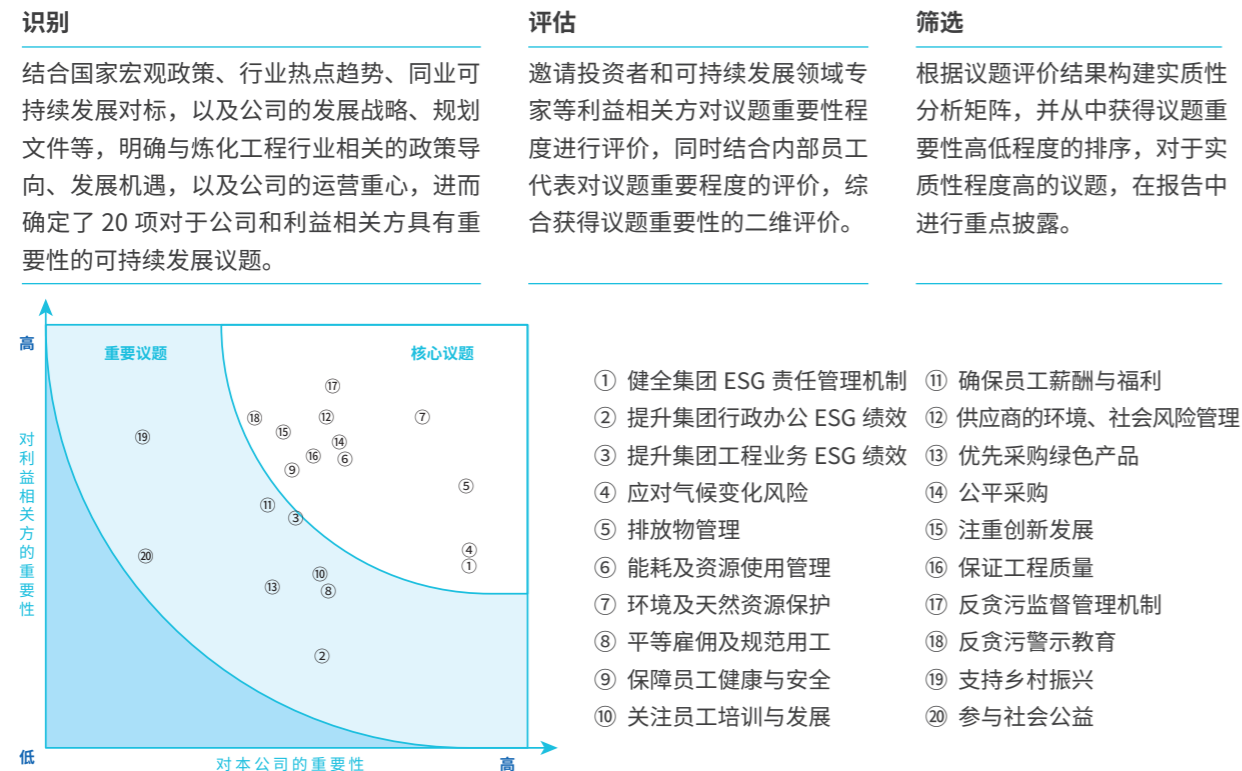 识别
结合国家宏观政策、行业热点趋势、同业可
持续发展对标，以及公司的发展战略、规划
文件等，明确与炼化工程行业相关的政策导
向、发展机遇，以及公司的运营重心，进而
确定了 20 项对于公司和利益相关方具有重
要性的可持续发展议题。
评估
邀请投资者和可持续发展领域专
家等利益相关方对议题重要性程
度进行评价，同时结合内部员工
代表对议题重要程度的评价，综
合获得议题重要性的二维评价。
筛选
根据议题评价结果构建实质性
分析矩阵，并从中获得议题重
要性高低程度的排序，对于实
质性程度高的议题，在报告中
进行重点披露。
高
重要议题
核心议题
对利益相关方的重要性
⑰
⑱
⑫
⑦
⑮
⑲
⑭
⑯
⑥
⑨
⑤
⑪
③
④
⑳
①
⑩
⑬
⑧
②
低
对本公司的重要性
高
① 健全集团 ESG 责任管理机制
② 提升集团行政办公 ESG 绩效
③ 提升集团工程业务 ESG 绩效
④ 应对气候变化风险
⑤ 排放物管理
⑥ 能耗及资源使用管理
⑦ 环境及天然资源保护
⑧ 平等雇佣及规范用工
⑨ 保障员工健康与安全
⑩ 关注员工培训与发展
⑪ 确保员工薪酬与福利
⑫ 供应商的环境、社会风险管理
⑬ 优先采购绿色产品
⑭ 公平采购
⑮ 注重创新发展
⑯ 保证工程质量
⑰ 反贪污监督管理机制
⑱ 反贪污警示教育
⑲ 支持乡村振兴
⑳ 参与社会公益